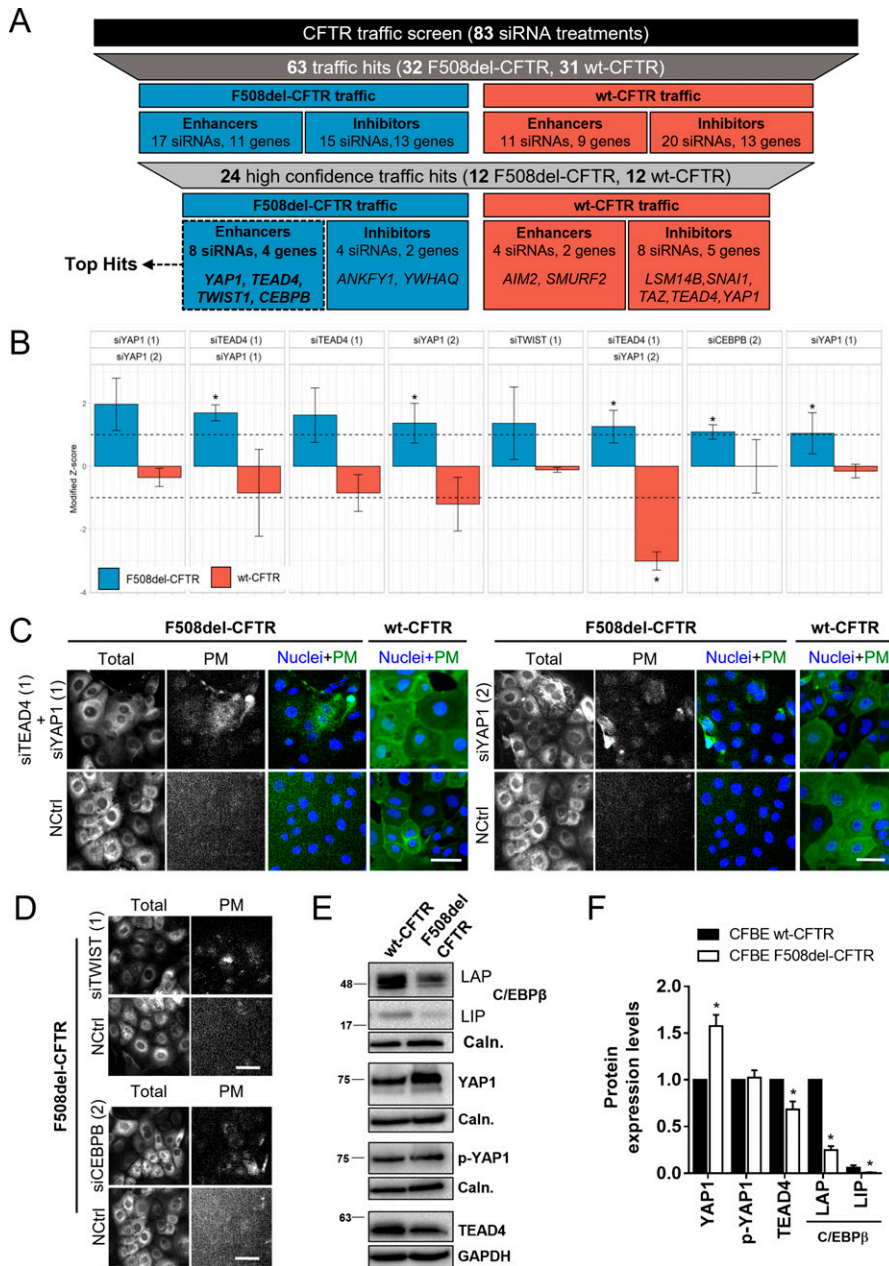 A
CFTR traffic screen (83 siRNA treatments)
63 traffic hits (32 F508del-CFTR, 31 wt-CFTR)
F508del-CFTR traffic
wt-CFTR traffic
Enhancers
17 siRNAs, 11 genes
Inhibitors
15 siRNAs,13 genes
Enhancers
11 siRNAs, 9 genes
Inhibitors
20 siRNAs, 13 genes
24 high confidence traffic hits (12 F508del-CFTR, 12 wt-CFTR)
F508del-CFTR traffic
wt-CFTR traffic
Top Hits
Enhancers
8 siRNAs, 4 genes
YAP1, TEAD4,
TWIST1, CEBPB
Inhibitors
4 siRNAs, 2 genes
ANKFY1, YWHAQ
Enhancers
4 siRNAs, 2 genes
AIM2, SMURF2
Inhibitors
8 siRNAs, 5 genes
LSM14B,SNAI1,
TAZ,TEAD4,YAP1
B
siYAP1 (1)
siYAP1 (2)
siTEAD4 (1)
siYAP1 (1)
siTEAD4 (1)
siYAP1 (2)
siTWIST (1)
siTEAD4 (1)
siYAP1 (2)
siCEBPB (2)
siYAP1 (1)
Modified Z-score
2
0
-2
-4
* * * * * *
F508del-CFTR
wt-CFTR
C
F508del-CFTR
wt-CFTR
Total
PM
Nuclei+PM
Nuclei+PM
siTEAD4 (1)
+
siYAP1 (1)
NCtrl
F508del-CFTR
wt-CFTR
Total
PM
Nuclei+PM
Nuclei+PM
siYAP1 (2)
NCtrl
D
F508del-CFTR
Total
PM
siTWIST (1)
NCtrl
Total
PM
siCEBPB (2)
NCtrl
E
wt-CFTR
F508del
CFTR
48
LAP
C/EBPβ
17
LIP
Caln.
75
YAP1
Caln.
75
p-YAP1
Caln.
63
TEAD4
GAPDH
F
CFBE wt-CFTR
CFBE F508del-CFTR
Protein
expression levels
2.0
1.5
1.0
0.5
0.0
* * * *
YAP1
p-YAP1
TEAD4
LAP
LIP
C/EBPβ